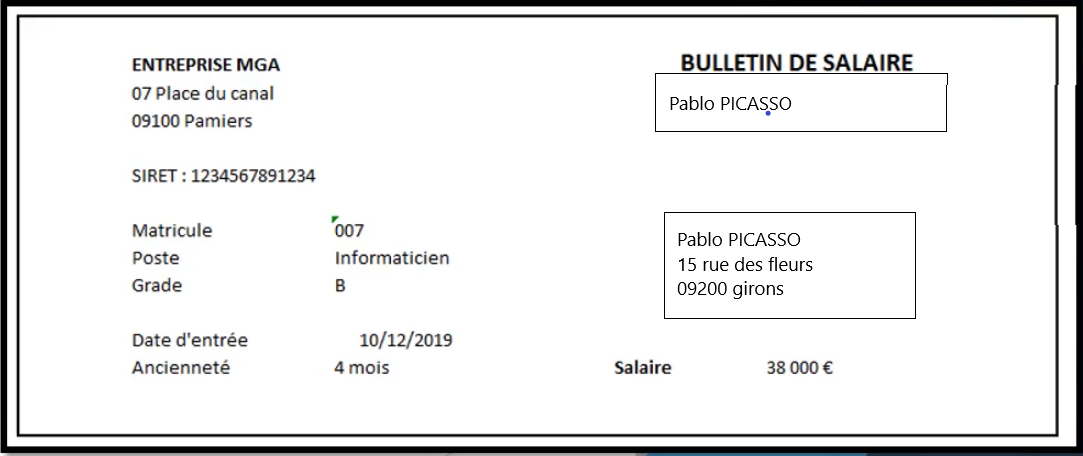 ENTREPRISE MGA
BULLETIN DE SALAIRE
07 Place du canal
Pablo PICASSO
09100 Pamiers
SIRET : 1234567891234
Matricule 007
Pablo PICASSO
Poste Informaticien
15 rue des fleurs
Grade B
09200 girons
Date d'entrée 10/12/2019
Ancienneté 4 mois
Salaire 38 000 €